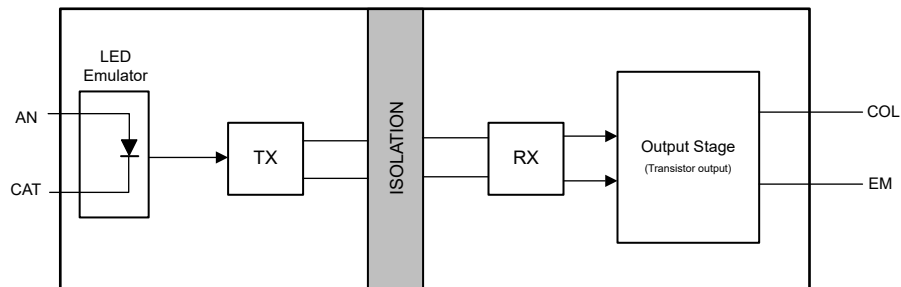 LED
Emulator
AN
CAT
TX
ISOLATION
RX
Output Stage
(Transistor output)
COL
EM